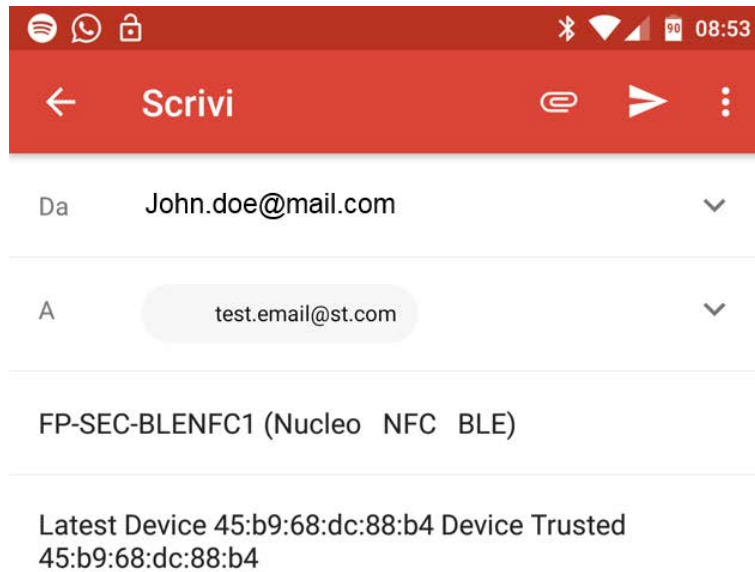 90 08:53
Scrivi
Da John.doe@mail.com
A test.email@st.com
FP-SEC-BLENFC1 (Nucleo NFC BLE)
Latest Device 45:b9:68:dc:88:b4 Device Trusted
45:b9:68:dc:88:b4